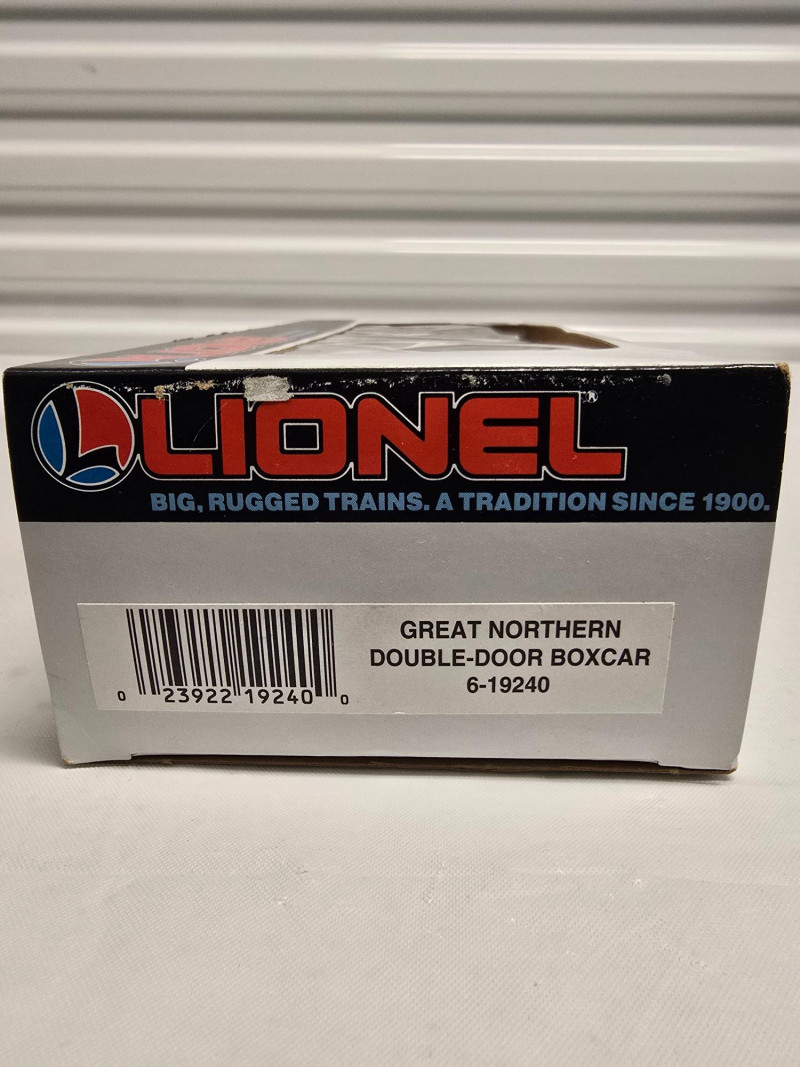 LIONEL®
BIG, RUGGED TRAINS. A TRADITION SINCE 1900.
GREAT NORTHERN
DOUBLE-DOOR BOXCAR
6-19240
0 23922 19240 0